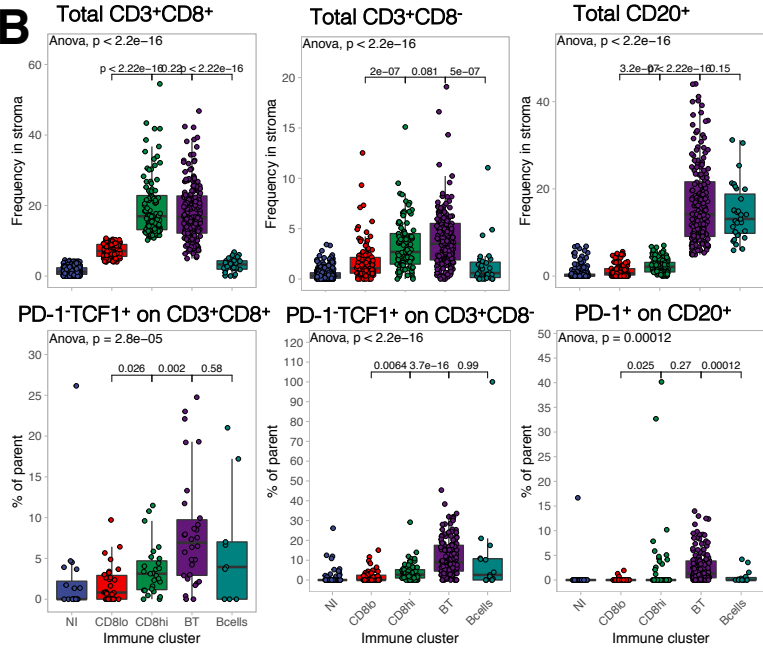 B
Total CD3+CD8+
Total CD3+CD8-
Total CD20+
Anova, p < 2.2e-16
Anova, p < 2.2e-16
Anova, p < 2.2e-16
p < 2.22e-16 0.22 p < 2.22e-16
2e-07 0.081 5e-07
3.2e-07 p < 2.22e-16 0.15
Frequency in stroma
60
40
20
0
Frequency in stroma
20
15
10
5
0
Frequency in stroma
40
20
0
PD-1-TCF1+ on CD3+CD8+
PD-1-TCF1+ on CD3+CD8-
PD-1+ on CD20+
Anova, p = 2.8e-05
Anova, p < 2.2e-16
Anova, p = 0.00012
0.026 0.002 0.58
0.0064 3.7e-16 0.99
0.025 0.27 0.00012
% of parent
30
25
20
15
10
5
0
% of parent
120
110
100
90
80
70
60
50
40
30
20
10
0
% of parent
50
45
40
35
30
25
20
15
10
5
0
NI CD8lo CD8hi BT Bcells
NI CD8lo CD8hi BT Bcells
NI CD8lo CD8hi BT Bcells
Immune cluster
Immune cluster
Immune cluster